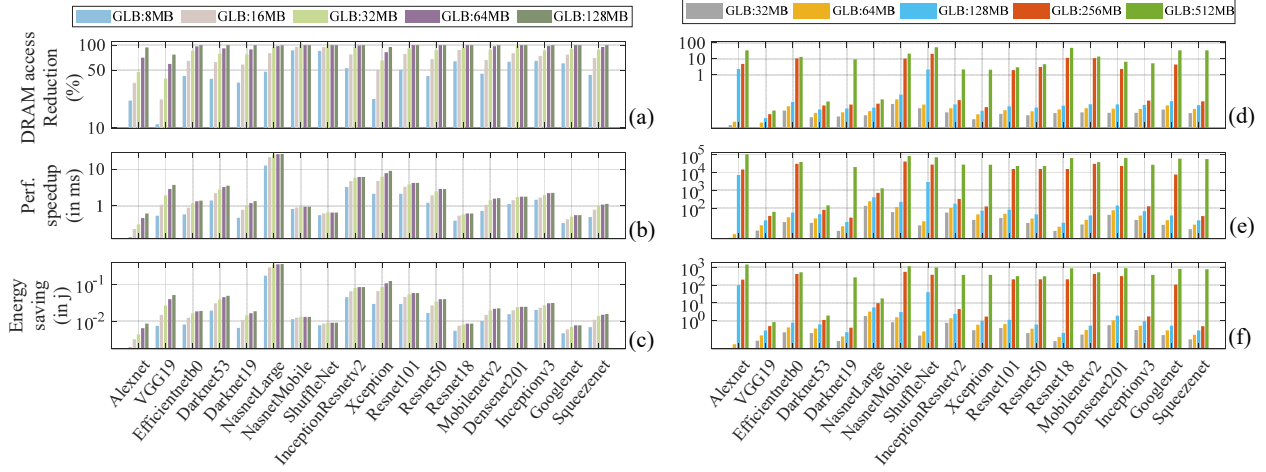 GLB:8MB GLB:16MB GLB:32MB GLB:64MB GLB:128MB
DRAM access
Reduction
(%)
100
50
10
(a)
Perf.
speedup
(in ms)
10
1
(b)
Energy
saving
(in j)
10^-1
10^-2
(c)
Alexnet
VGG19
Efficientnetb0
Darknet53
Darknet19
NasnetLarge
NasnetMobile
ShuffleNet
InceptionResnetv2
Xception
Resnet101
Resnet50
Resnet18
Mobilenetv2
Densenet201
Inceptionv3
Googlenet
Squeezenet
GLB:32MB GLB:64MB GLB:128MB GLB:256MB GLB:512MB
100
10
1
(d)
10^5
10^4
10^3
10^2
(e)
10^3
10^2
10^1
10^0
(f)
Alexnet
VGG19
Efficientnetb0
Darknet53
Darknet19
NasnetLarge
NasnetMobile
ShuffleNet
InceptionResnetv2
Xception
Resnet101
Resnet50
Resnet18
Mobilenetv2
Densenet201
Inceptionv3
Googlenet
Squeezenet